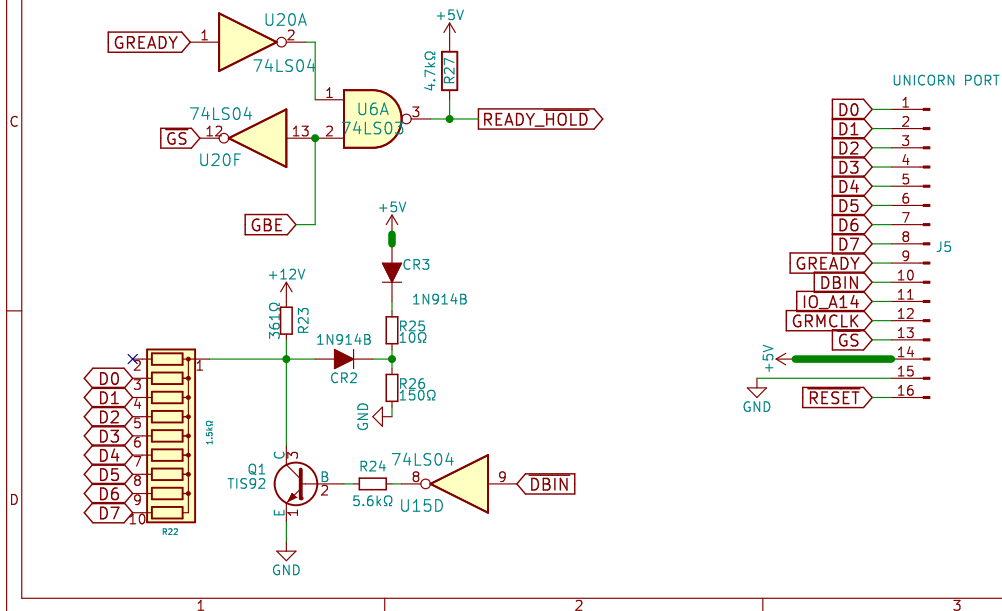 U20A
GREADY
1
2
74LS04
+5V
4.7kΩ
R27
1
U6A
3
READY_HOLD
74LS03
74LS04
GS
12
13
2
U20F
GBE
C
UNICORN PORT
D0
1
D1
2
D2
3
D3
4
D4
5
D5
6
D6
7
D7
8
J5
GREADY
9
DBIN
10
IO_A14
11
GRMCLK
12
GS
13
+5V
14
GND
15
RESET
16
+5V
CR3
1N914B
+12V
361Ω
R23
1N914B
CR2
R25
10Ω
R26
150Ω
GND
2
1
D0
3
D1
4
D2
5
D3
6
D4
7
D5
8
D6
9
D7
10
1.5kΩ
R22
Q1
TIS92
C
3
B
2
E
1
GND
R24
5.6kΩ
74LS04
8
9
DBIN
U15D
D
1
2
3